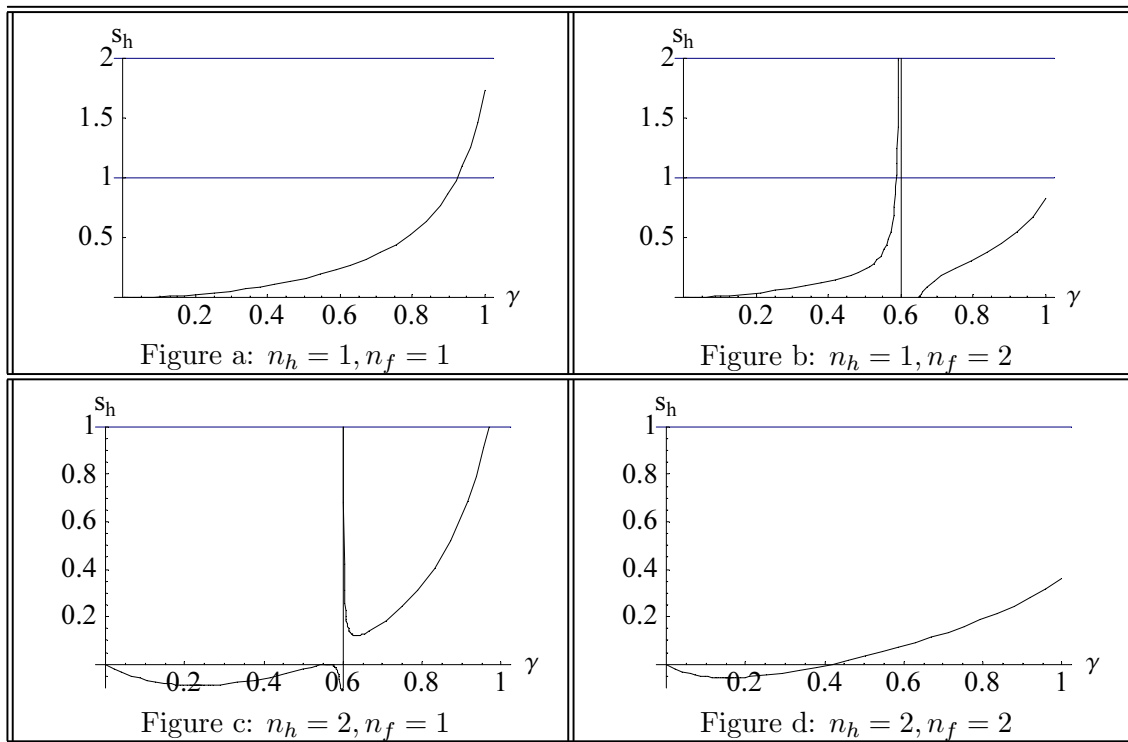 s_h
2
1.5
1
0.5
0.2 0.4 0.6 0.8 1
γ
Figure a: n_h = 1, n_f = 1
s_h
2
1.5
1
0.5
0.2 0.4 0.6 0.8 1
γ
Figure b: n_h = 1, n_f = 2
s_h
1
0.8
0.6
0.4
0.2
0.2 0.4 0.6 0.8 1
γ
Figure c: n_h = 2, n_f = 1
s_h
1
0.8
0.6
0.4
0.2
0.2 0.4 0.6 0.8 1
γ
Figure d: n_h = 2, n_f = 2